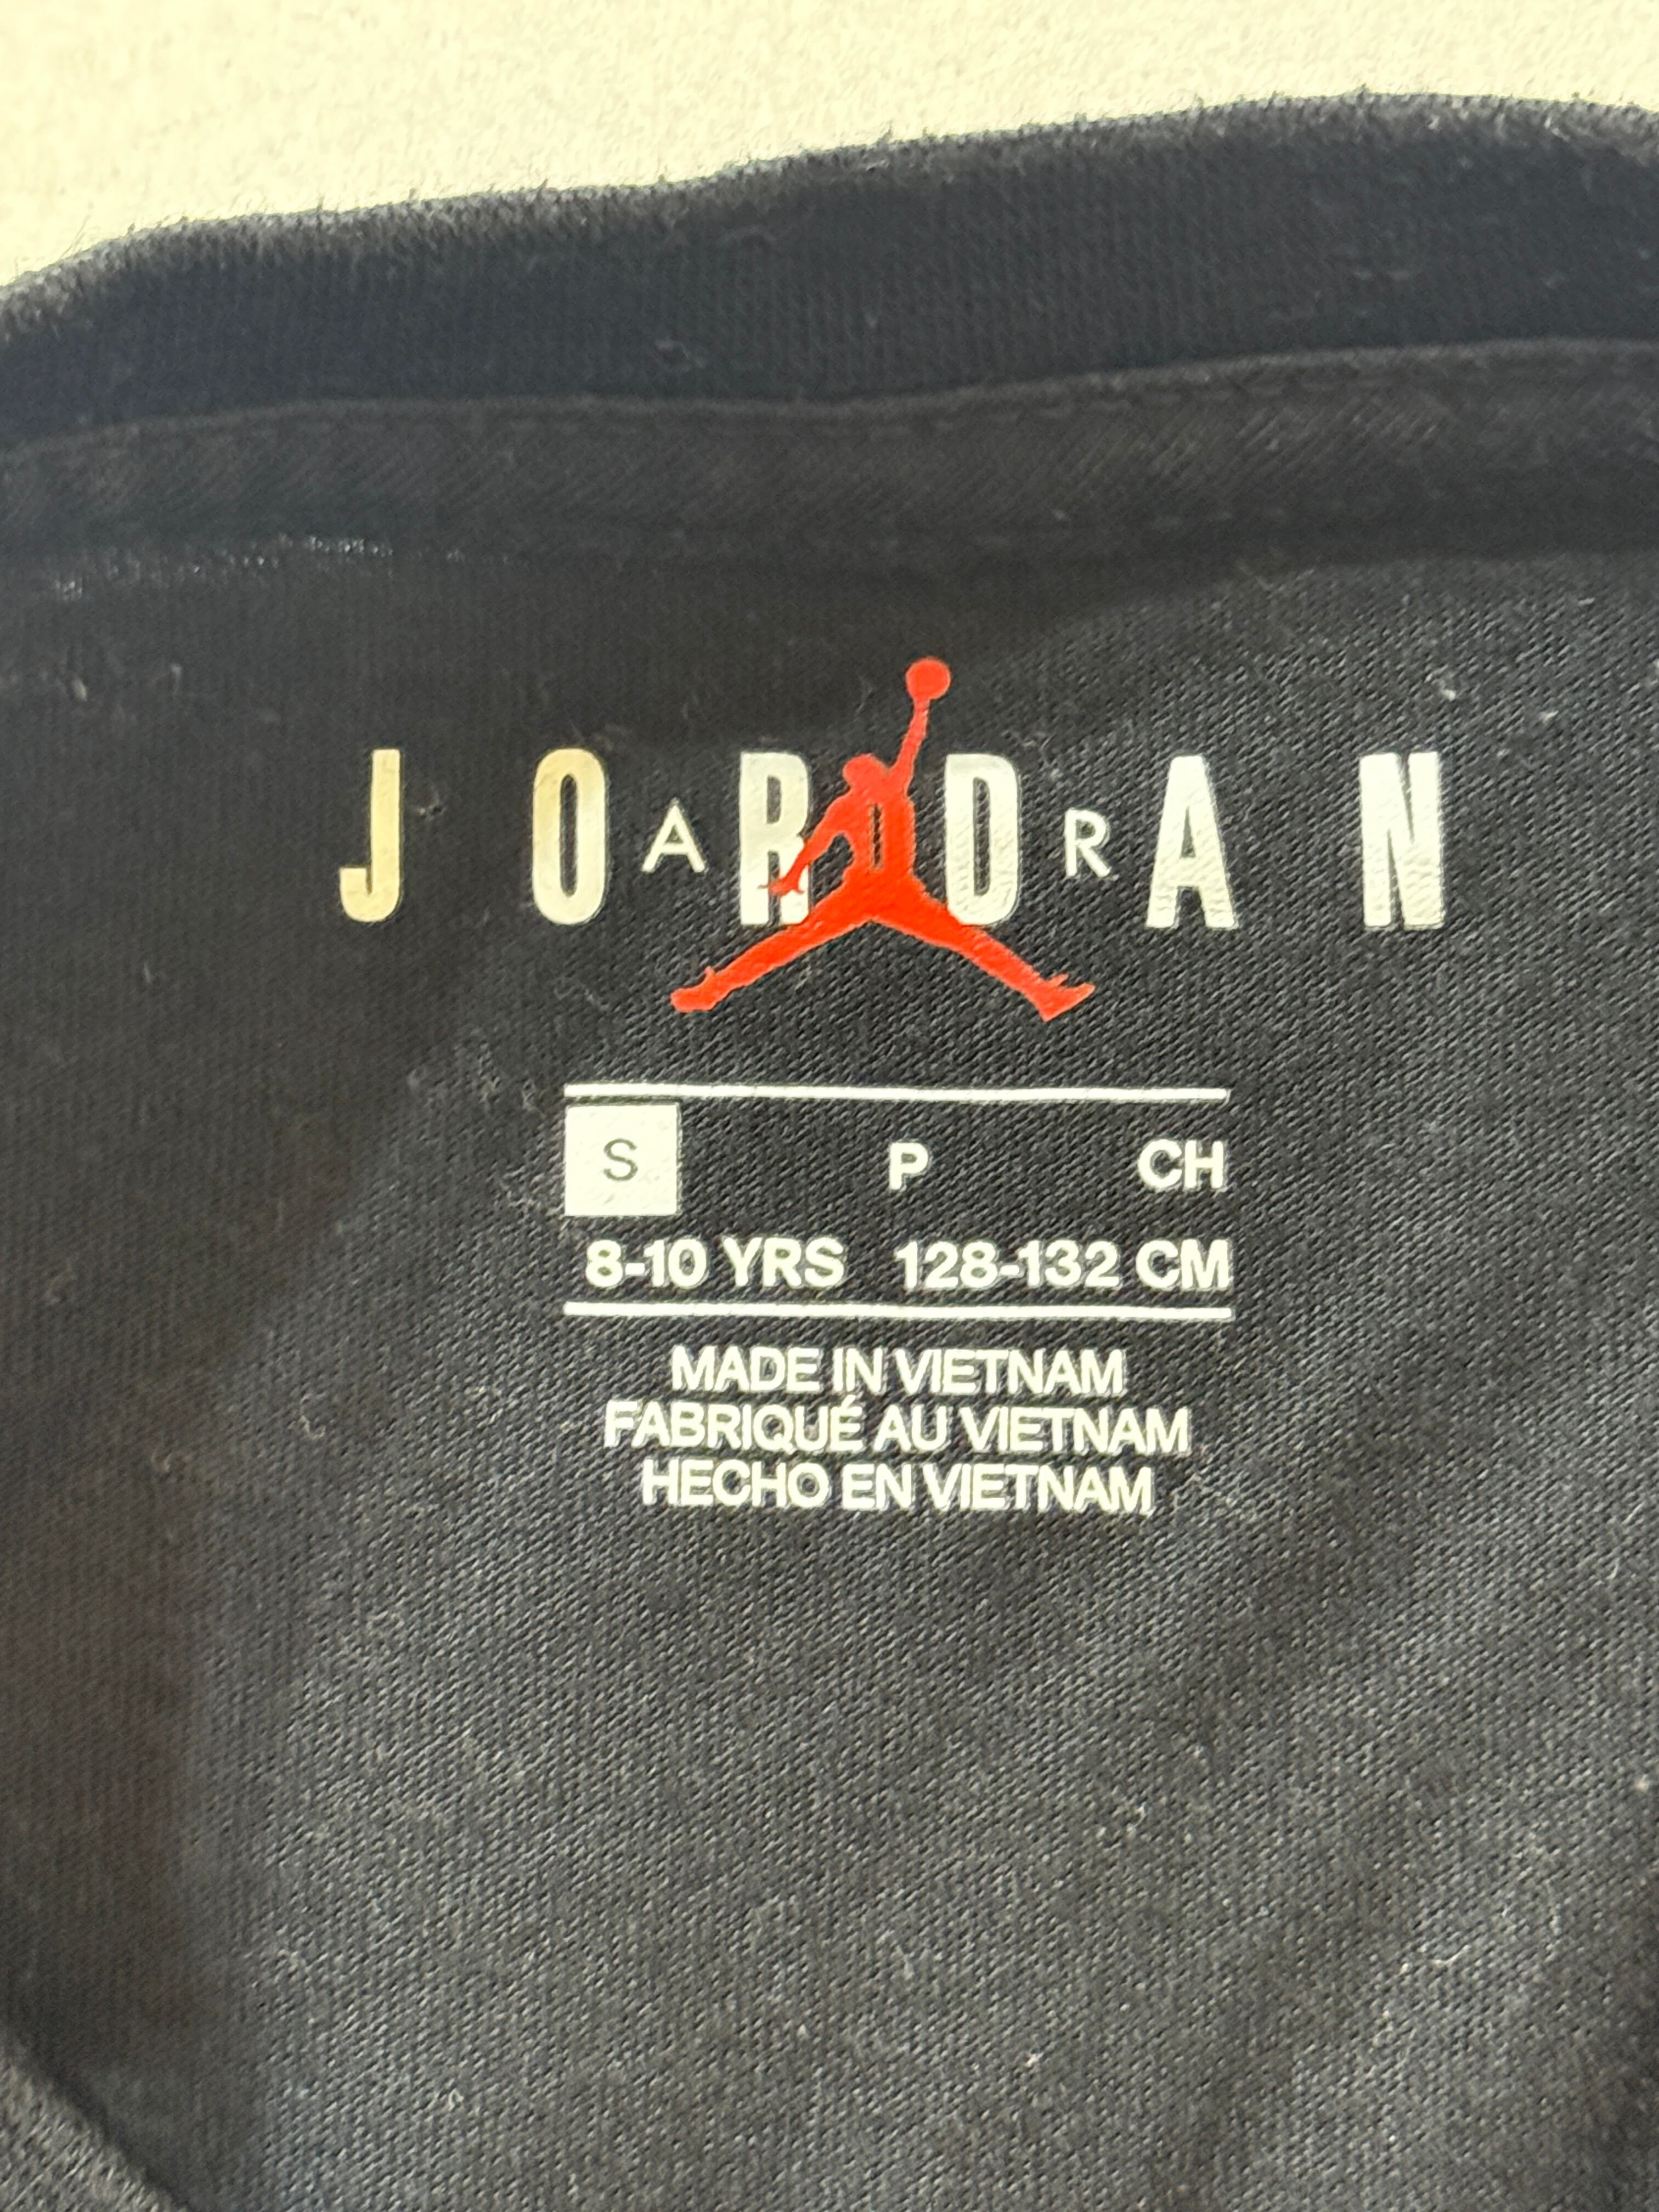 JORDAN
AIR
S P CH
8-10 YRS 128-132 CM
MADE IN VIETNAM
FABRIQUÉ AU VIETNAM
HECHO EN VIETNAM